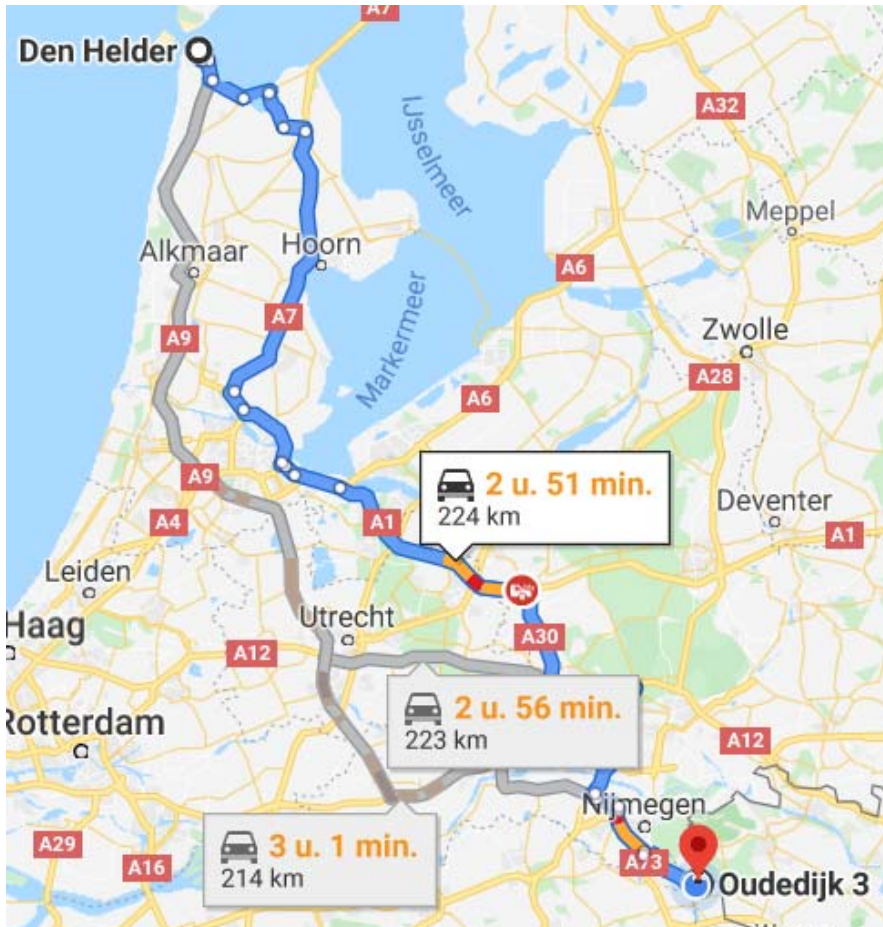 A7
Den Helder
A32
IJsselmeer
Meppel
Alkmaar
Hoorn
A6
A7
A9
Markermeer
Zwolle
A28
A6
2 u. 51 min.
224 km
A9
Deventer
A4
A1
A1
Leiden
Utrecht
Haag
A30
A12
2 u. 56 min.
223 km
Rotterdam
A12
Nijmegen
3 u. 1 min.
214 km
A29
A16
A73
Oudedijk 3